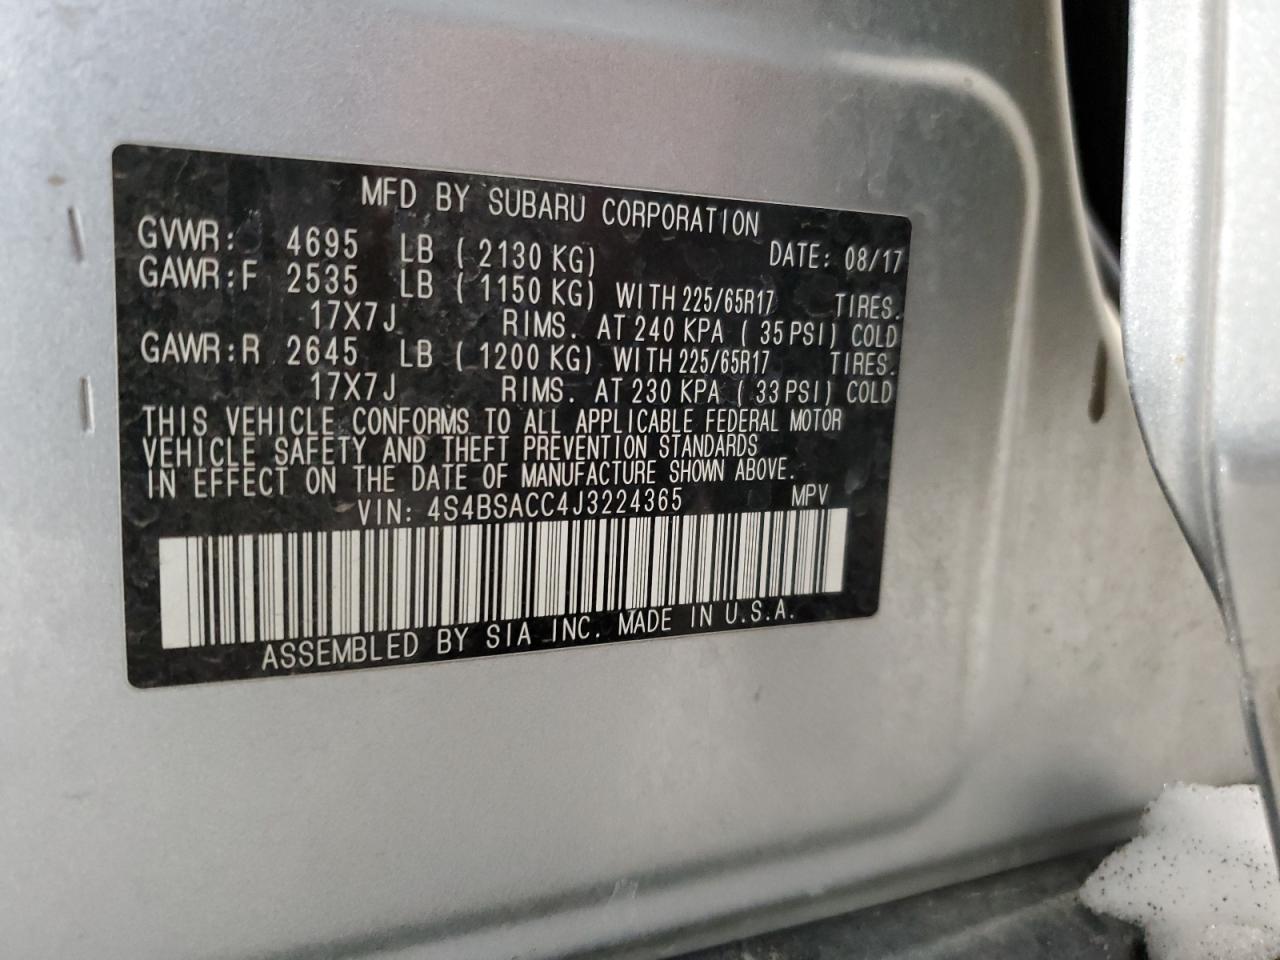 MFD BY SUBARU CORPORATION
GVWR: 4695 LB ( 2130 KG) DATE: 08/17
GAWR:F 2535 LB ( 1150 KG) WITH 225/65R17 TIRES.
17X7J RIMS. AT 240 KPA ( 35 PSI) COLD
GAWR:R 2645 LB ( 1200 KG) WITH 225/65R17 TIRES.
17X7J RIMS. AT 230 KPA ( 33 PSI) COLD
THIS VEHICLE CONFORMS TO ALL APPLICABLE FEDERAL MOTOR
VEHICLE SAFETY AND THEFT PREVENTION STANDARDS
IN EFFECT ON THE DATE OF MANUFACTURE SHOWN ABOVE.
VIN: 4S4BSACC4J3224365 MPV
ASSEMBLED BY SIA INC. MADE IN U.S.A.